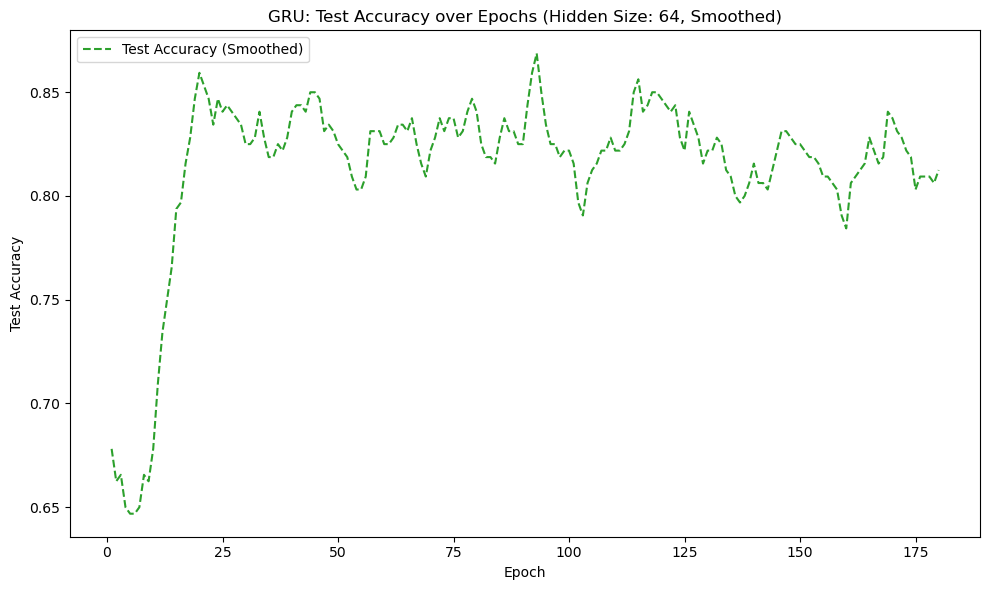 GRU: Test Accuracy over Epochs (Hidden Size: 64, Smoothed)
Test Accuracy (Smoothed)
Test Accuracy
0.85
0.80
0.75
0.70
0.65
0 25 50 75 100 125 150 175
Epoch